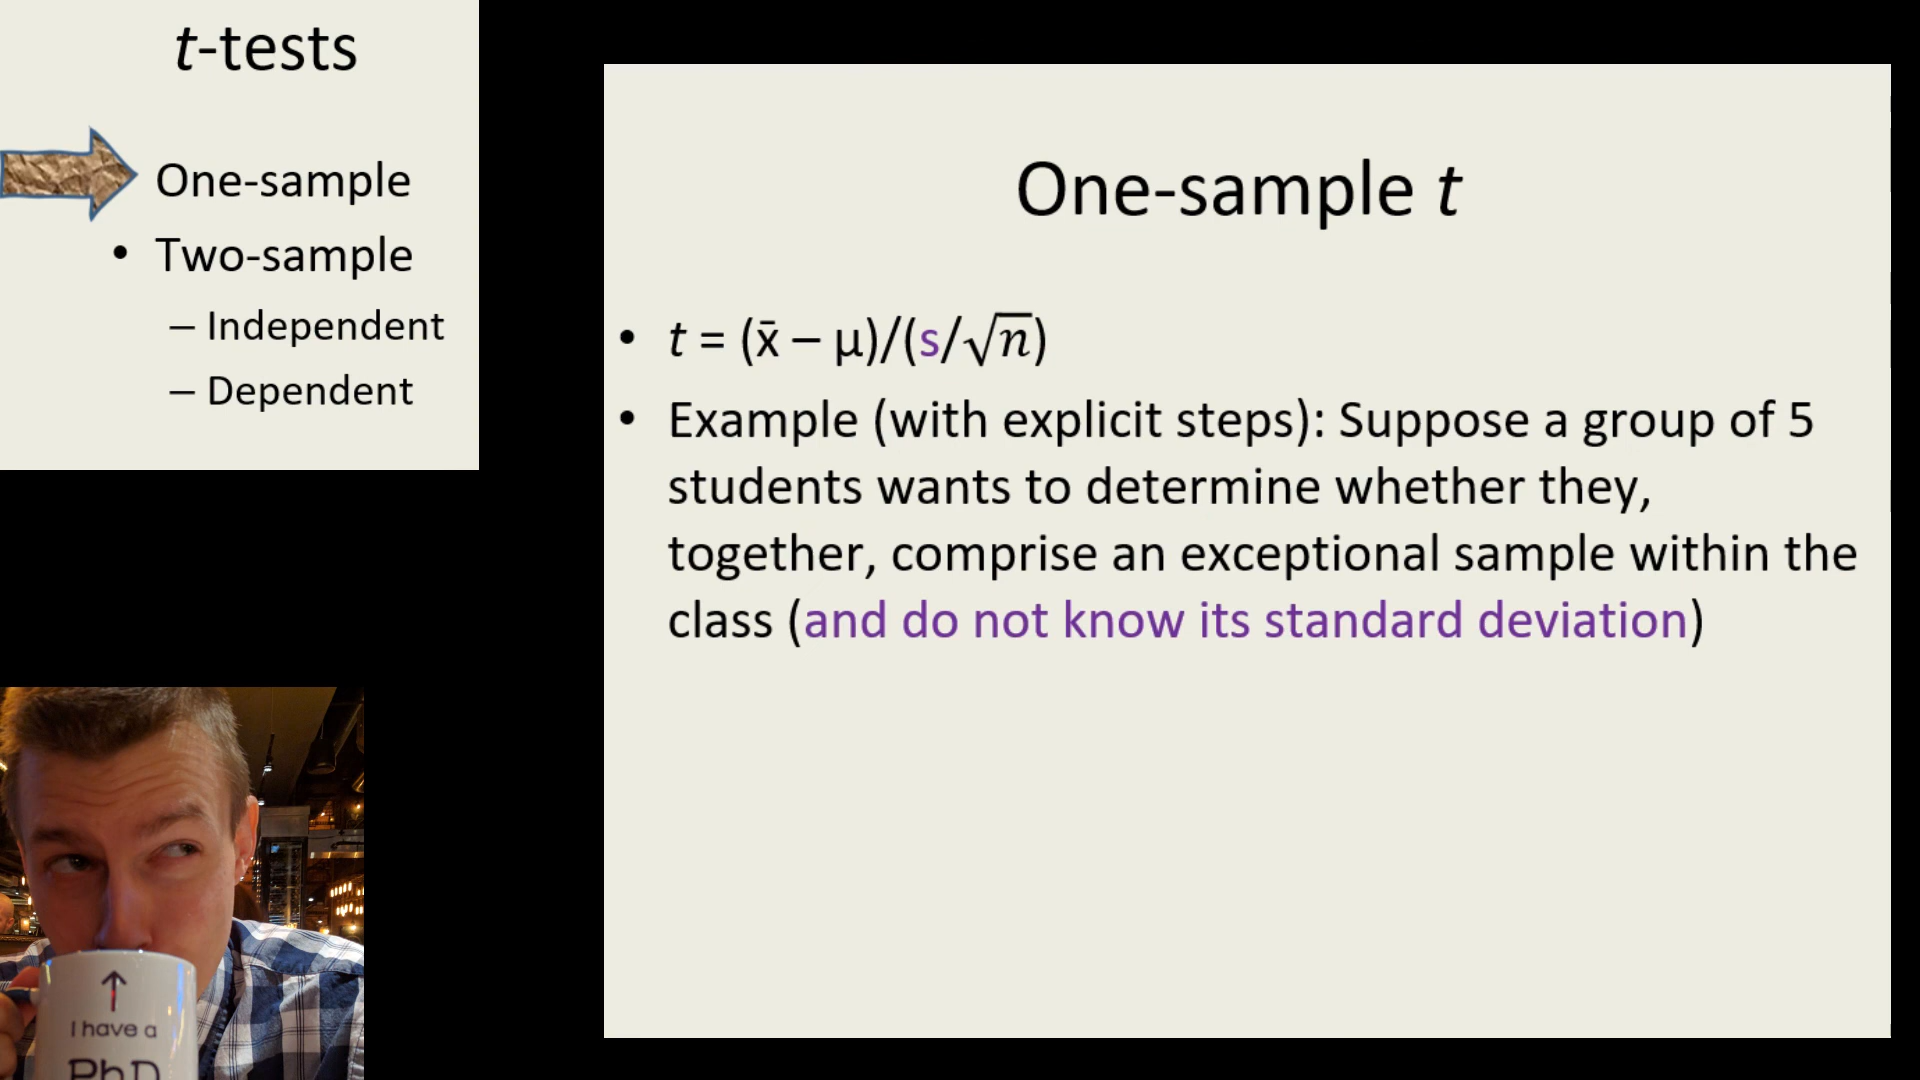 t-tests
One-sample
• Two-sample
– Independent
– Dependent
One-sample t
• t = (x̄ – μ)/(s/√n)
• Example (with explicit steps): Suppose a group of 5
students wants to determine whether they,
together, comprise an exceptional sample within the
class (and do not know its standard deviation)
I have a
PhD